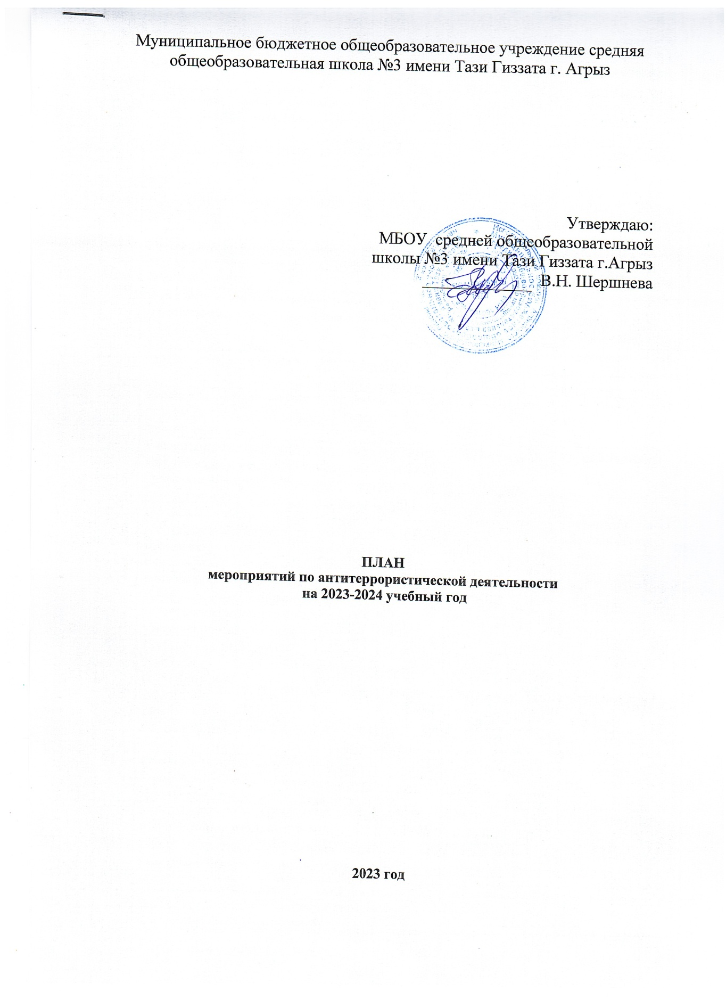 Муниципальное бюджетное общеобразовательное учреждение средняя
общеобразовательная школа №3 имени Тази Гиззата г. Агрыз
Утверждаю:
МБОУ средней общеобразовательной
школы №3 имени Тази Гиззата г.Агрыз
В.Н. Шершнева
ПЛАН
мероприятий по антитеррористической деятельности
на 2023-2024 учебный год
2023 год